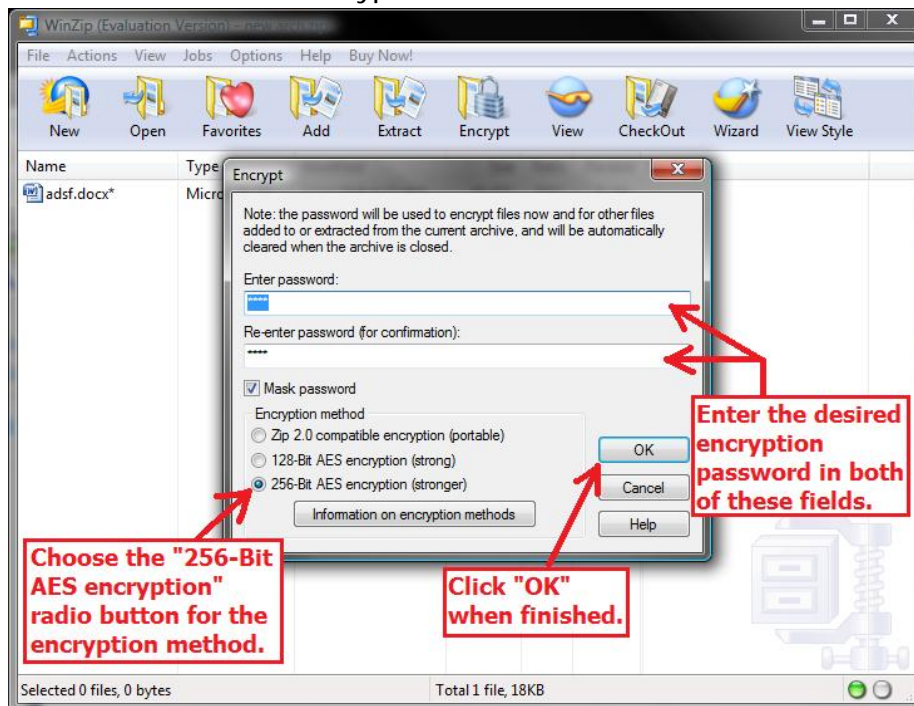 WinZip (Evaluation Version) - new
File Actions View Jobs Options Help Buy Now!
New Open Favorites Add Extract Encrypt View CheckOut Wizard View Style
Name Type
adsf.docx*
Encrypt
Note: the password will be used to encrypt files now and for other files
added to or extracted from the current archive, and will be automatically
cleared when the archive is closed.
Enter password:
****
Re-enter password (for confirmation):
****
Mask password
Encryption method
Zip 2.0 compatible encryption (portable)
128-Bit AES encryption (strong)
256-Bit AES encryption (stronger)
Information on encryption methods
OK
Cancel
Help
Enter the desired
encryption
password in both
of these fields.
Choose the "256-Bit
AES encryption"
radio button for the
encryption method.
Click "OK"
when finished.
Selected 0 files, 0 bytes Total 1 file, 18KB